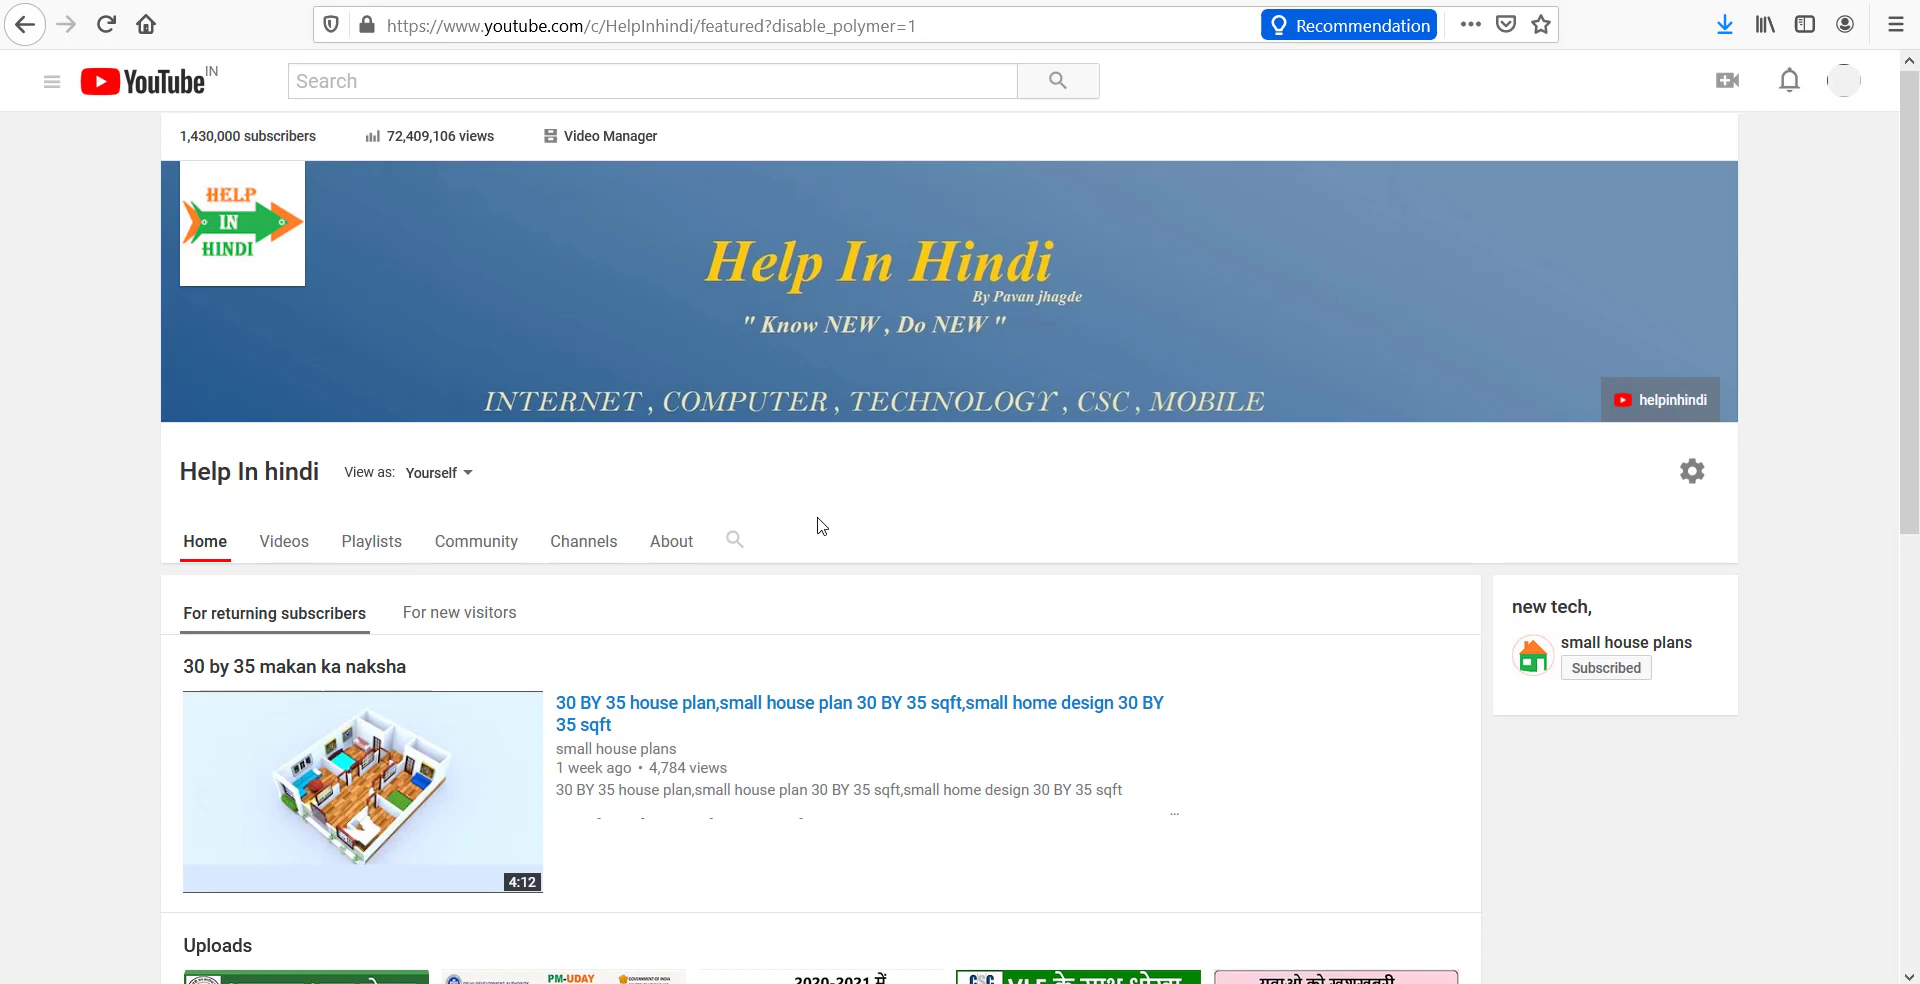 https://www.youtube.com/c/HelpInhindi/featured?disable_polymer=1
Recommendation
YouTube IN
Search
1,430,000 subscribers
72,409,106 views
Video Manager
HELP
IN
HINDI
Help In Hindi
By Pavan jhagde
" Know NEW , Do NEW "
INTERNET , COMPUTER , TECHNOLOGY , CSC , MOBILE
helpinhindi
Help In hindi
View as: Yourself
Home
Videos
Playlists
Community
Channels
About
For returning subscribers
For new visitors
new tech,
small house plans
Subscribed
30 by 35 makan ka naksha
30 BY 35 house plan,small house plan 30 BY 35 sqft,small home design 30 BY
35 sqft
small house plans
1 week ago • 4,784 views
30 BY 35 house plan,small house plan 30 BY 35 sqft,small home design 30 BY 35 sqft
...
4:12
Uploads
PM-UDAY
2020-2021 में
CSC